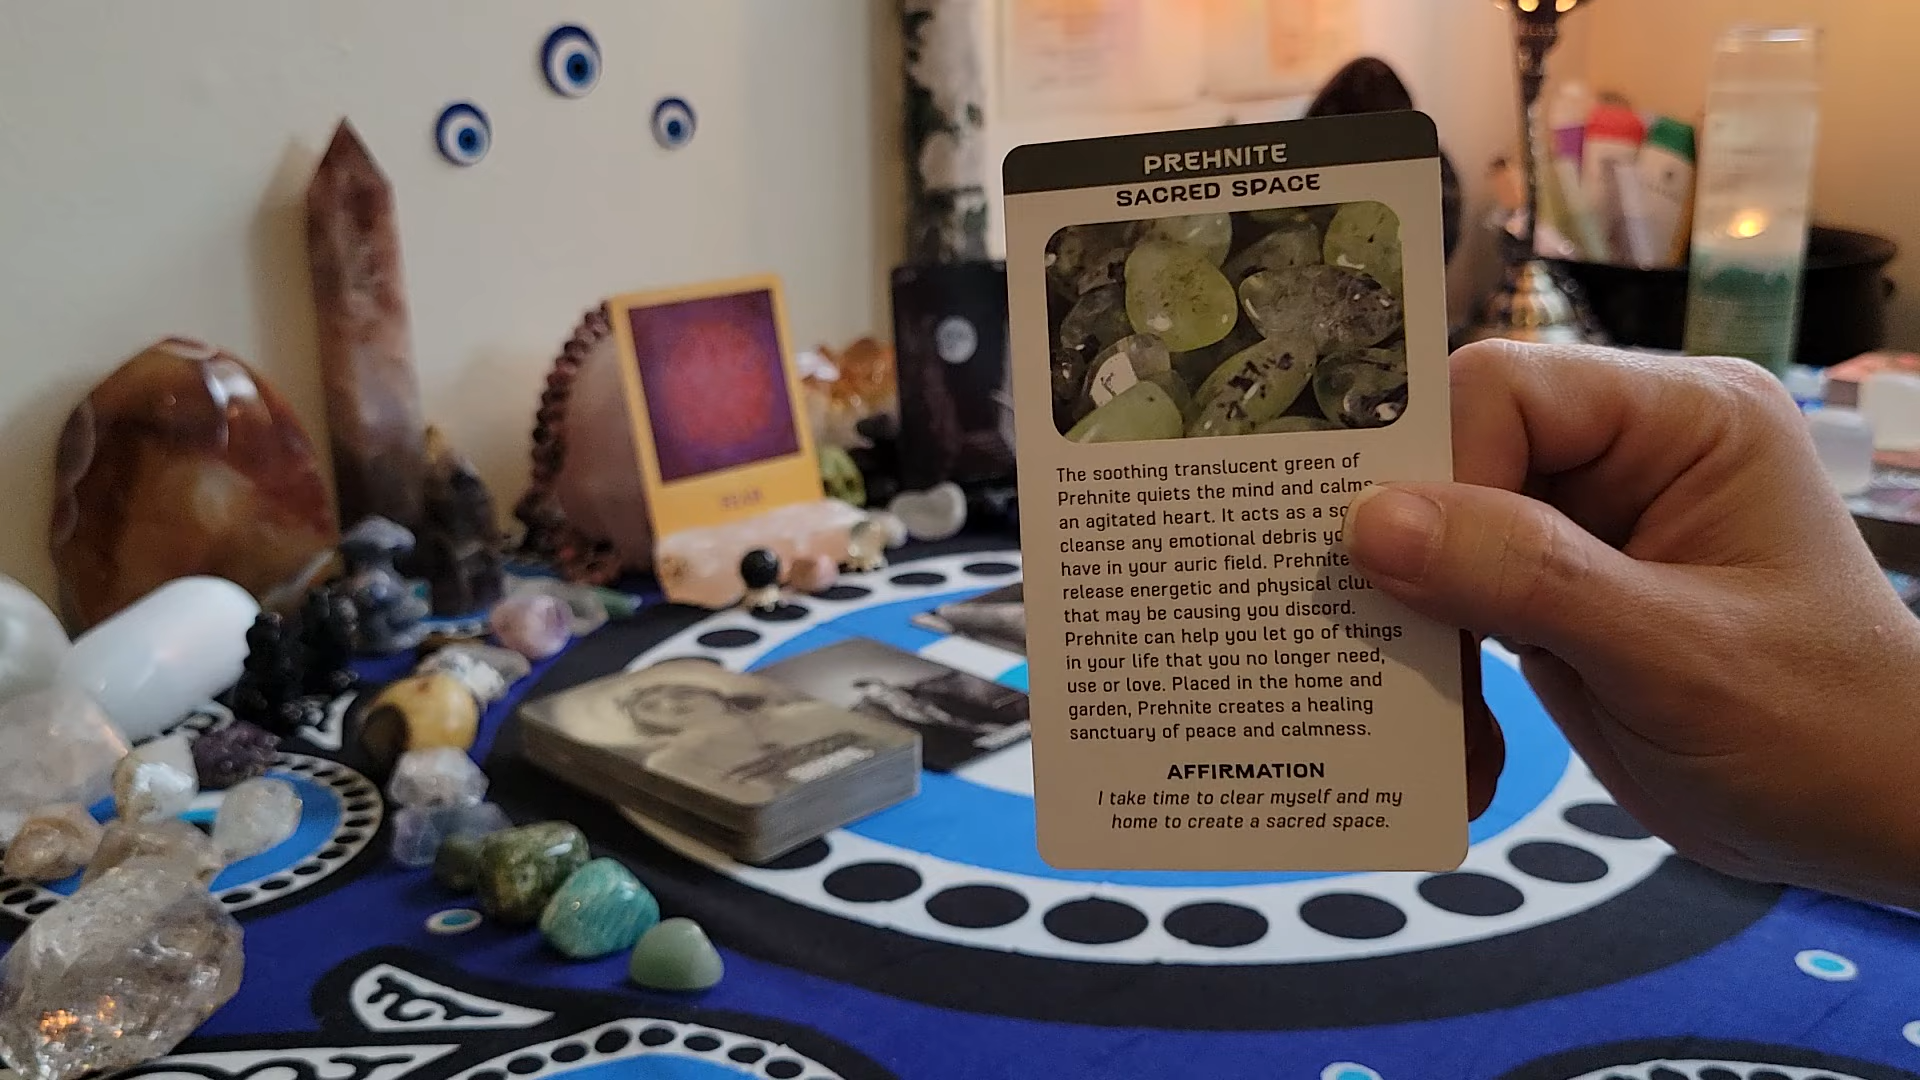 PREHNITE
SACRED SPACE
The soothing translucent green of
Prehnite quiets the mind and calms
an agitated heart. It acts as a
cleanse any emotional debris
have in your auric field. Prehnite
release energetic and physical
that may be causing you discord.
Prehnite can help you let go of things
in your life that you no longer need,
use or love. Placed in the home and
garden, Prehnite creates a healing
sanctuary of peace and calmness.
AFFIRMATION
I take time to clear myself and my
home to create a sacred space.